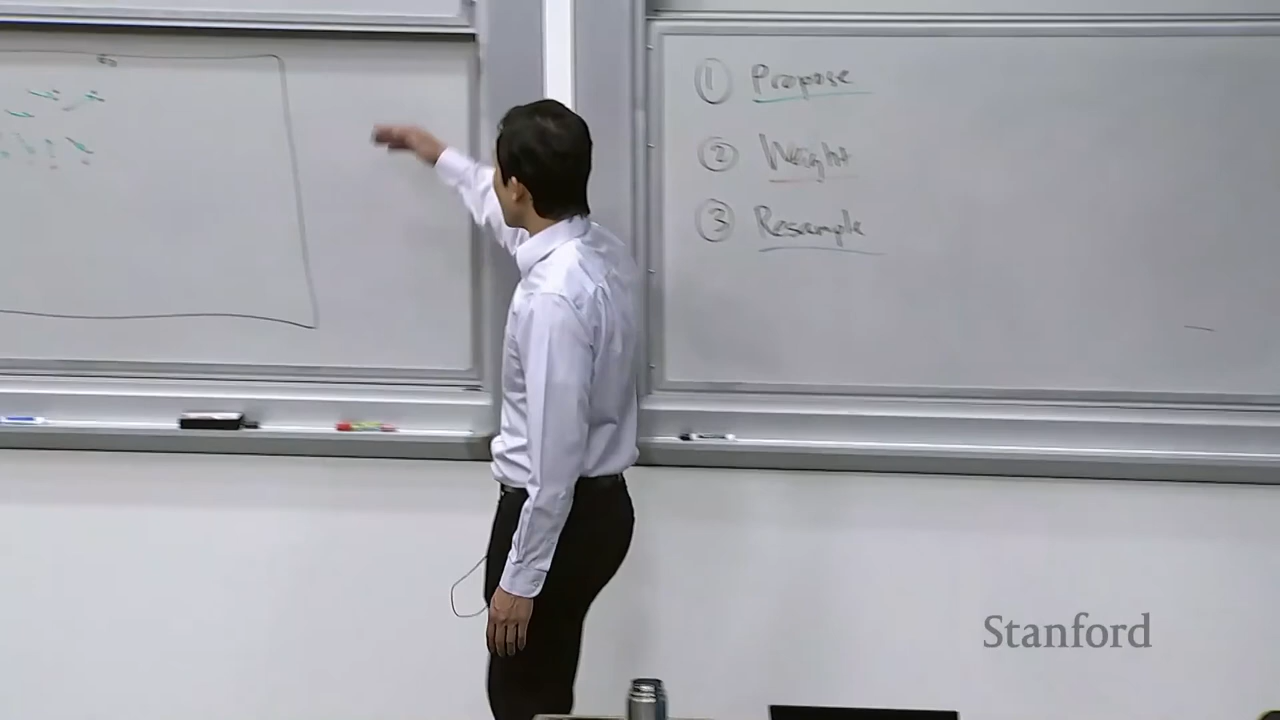 ① Propose
② Weight
③ Resample
Stanford